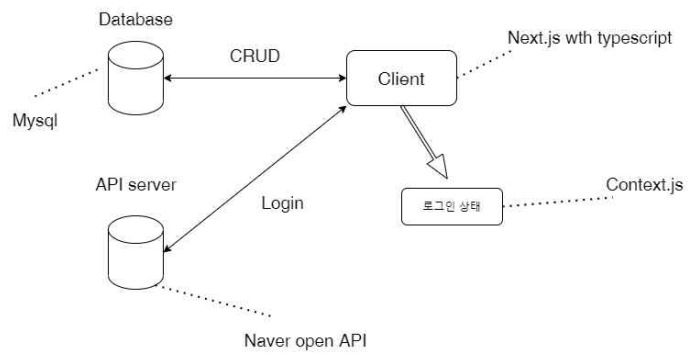 Database
CRUD
Next.js wth typescript
Client
Mysql
API server
Context.js
Login
로그인 상태
Naver open API